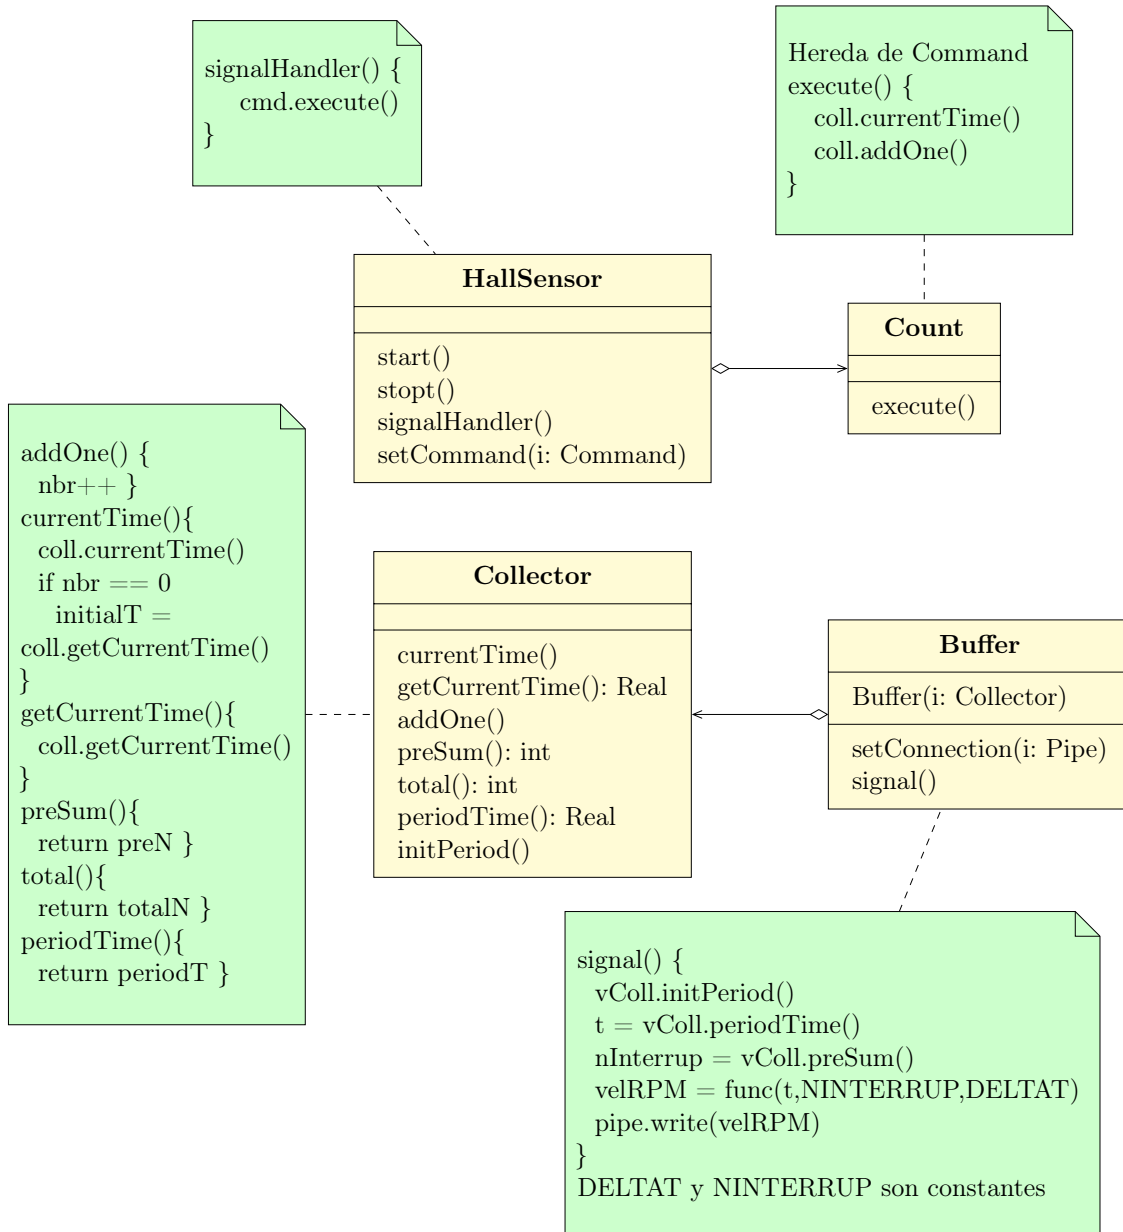 signalHandler() {
cmd.execute()
}
Hereda de Command
execute() {
coll.currentTime()
coll.addOne()
}
HallSensor
start()
stopt()
signalHandler()
setCommand(i: Command)
Count
execute()
addOne() {
nbr++ }
currentTime(){
coll.currentTime()
if nbr == 0
initialT =
coll.getCurrentTime()
}
getCurrentTime(){
coll.getCurrentTime()
}
preSum(){
return preN }
total(){
return totalN }
periodTime(){
return periodT }
Collector
currentTime()
getCurrentTime(): Real
addOne()
preSum(): int
total(): int
periodTime(): Real
initPeriod()
Buffer
Buffer(i: Collector)
setConnection(i: Pipe)
signal()
signal() {
vColl.initPeriod()
t = vColl.periodTime()
nInterrup = vColl.preSum()
velRPM = func(t,NINTERRUP,DELTAT)
pipe.write(velRPM)
}
DELTAT y NINTERRUP son constantes